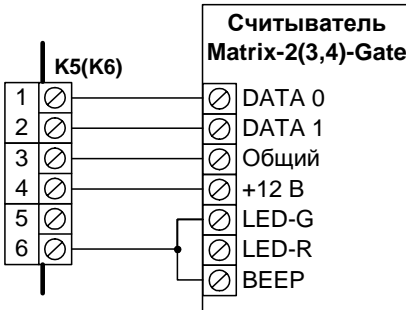 Считыватель
Matrix-2(3,4)-Gate
K5(K6)
1 DATA 0
2 DATA 1
3 Общий
4 +12 В
5 LED-G
6 LED-R
BEEP